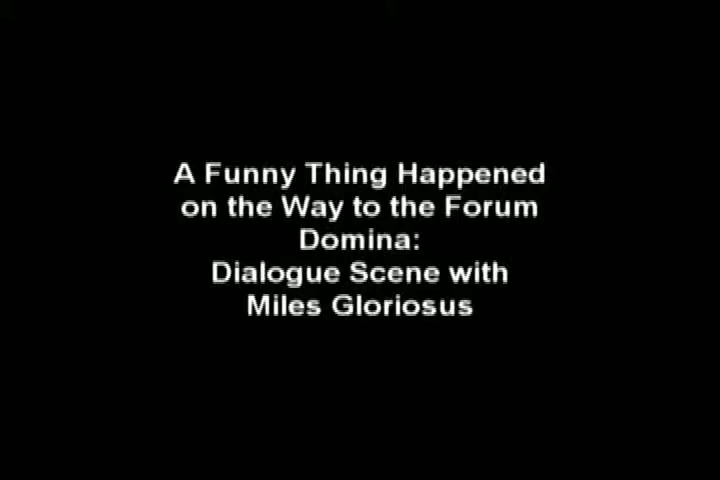 A Funny Thing Happened
on the Way to the Forum
Domina:
Dialogue Scene with
Miles Gloriosus